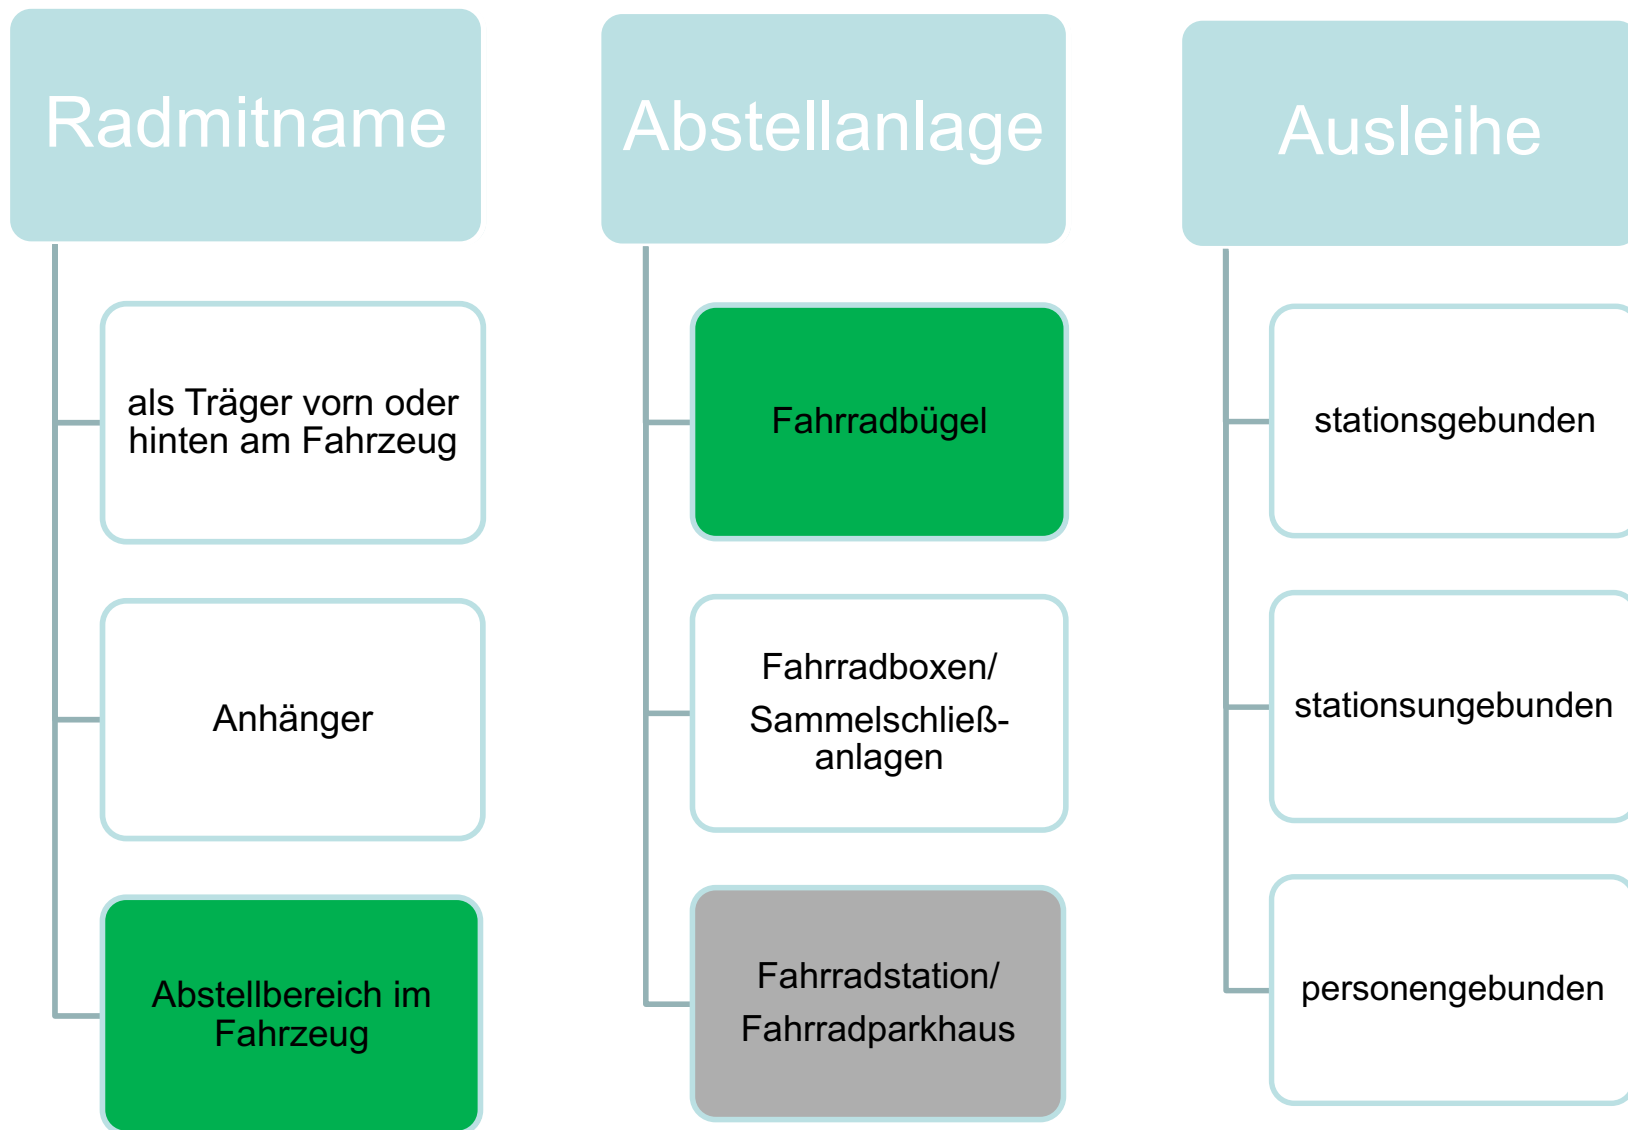 Radmitname
als Träger vorn oder
hinten am Fahrzeug
Anhänger
Abstellbereich im
Fahrzeug
Abstellanlage
Fahrradbügel
Fahrradboxen/
Sammelschließ-
anlagen
Fahrradstation/
Fahrradparkhaus
Ausleihe
stationsgebunden
stationsungebunden
personengebunden